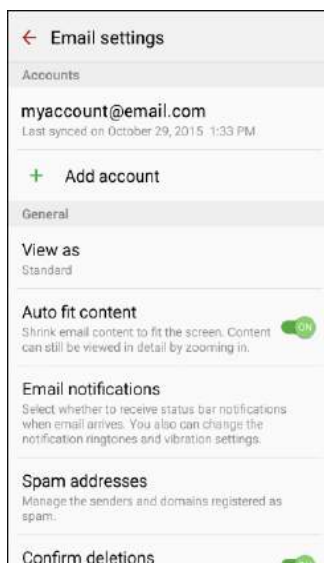 Email settings
Accounts
myaccount@email.com
Last synced on October 29, 2015 1:33 PM
+ Add account
General
View as
Standard
Auto fit content
Shrink email content to fit the screen. Content
can still be viewed in detail by zooming in.
ON
Email notifications
Select whether to receive status bar notifications
when email arrives. You also can change the
notification ringtones and vibration settings.
Spam addresses
Manage the senders and domains registered as
spam.
Confirm deletions